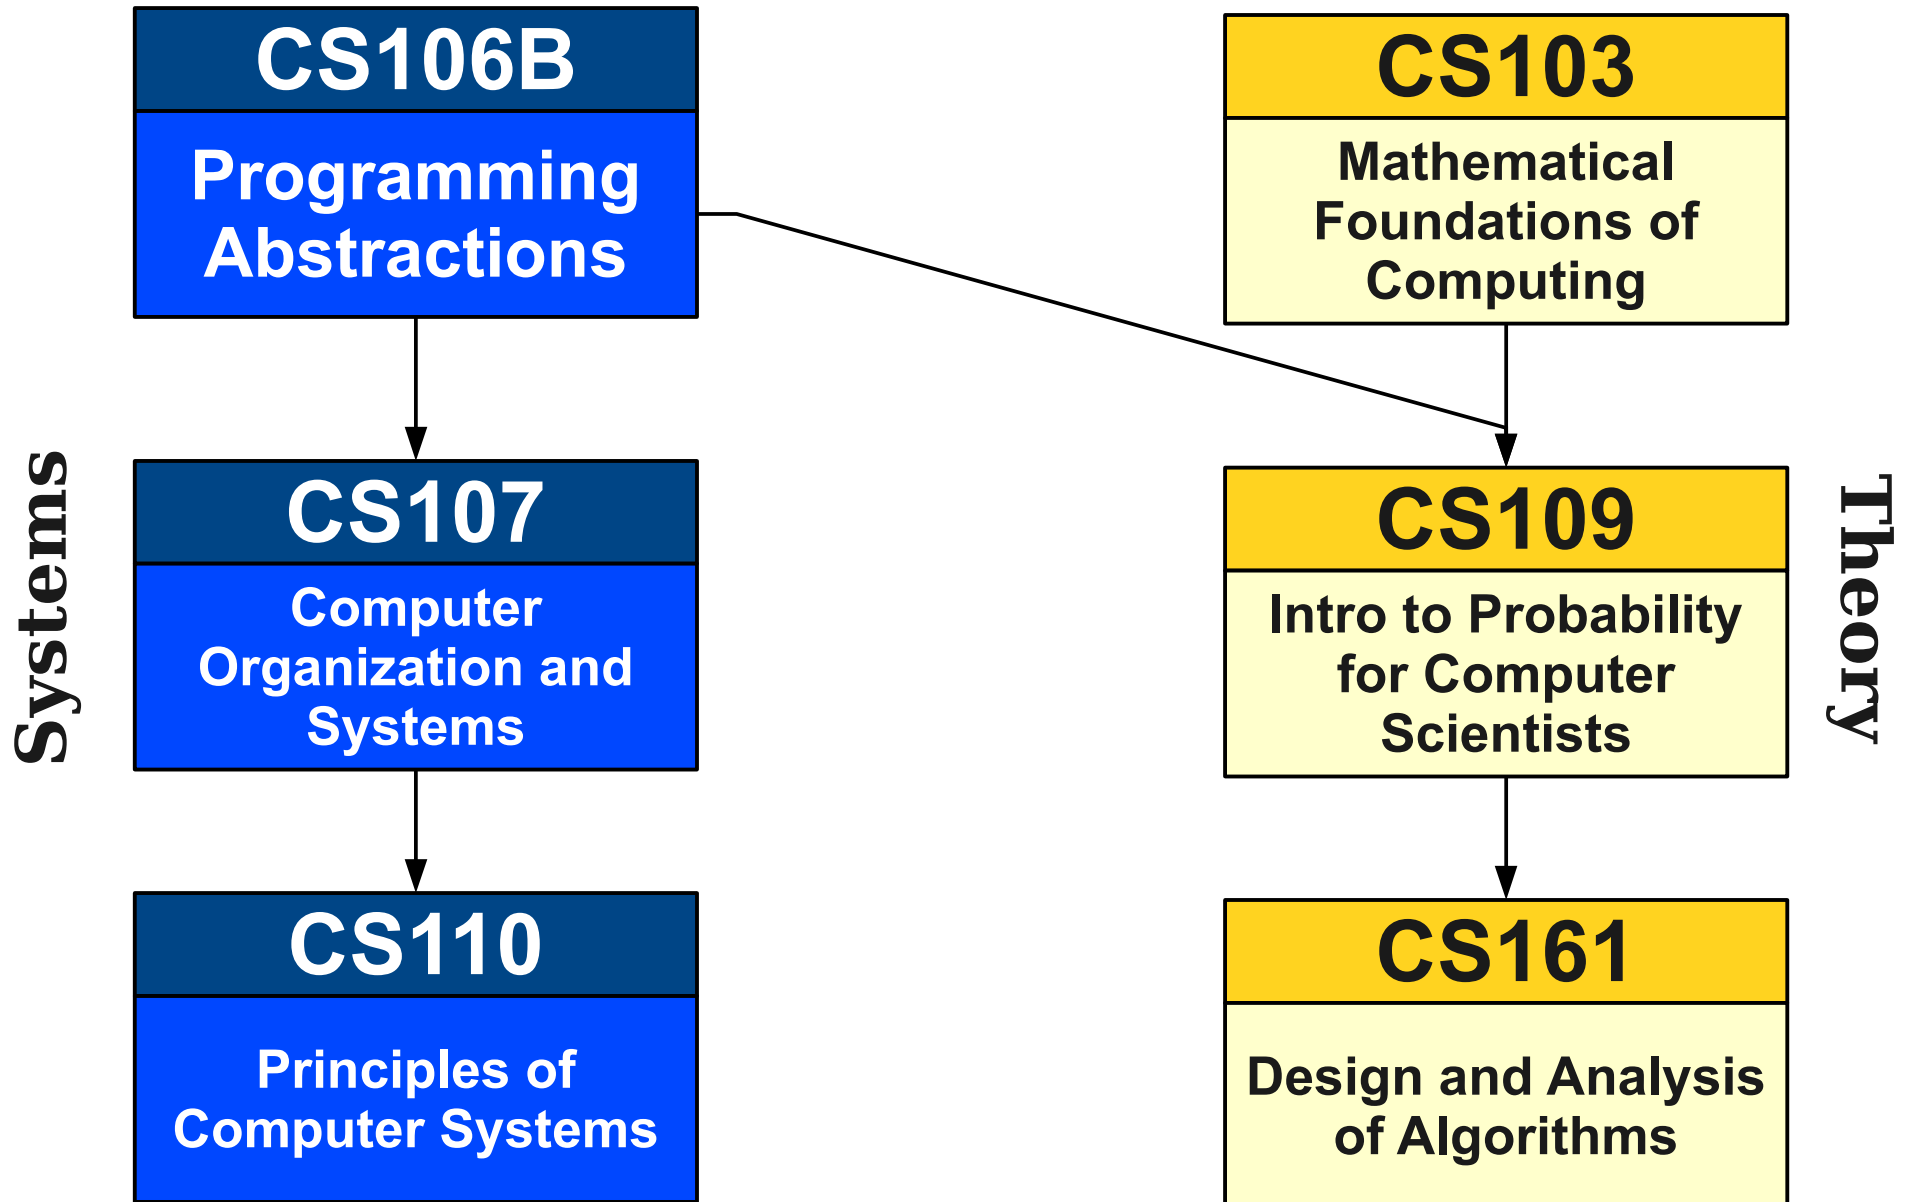 Systems
CS106B
Programming
Abstractions
CS107
Computer
Organization and
Systems
CS110
Principles of
Computer Systems
CS103
Mathematical
Foundations of
Computing
CS109
Intro to Probability
for Computer
Scientists
CS161
Design and Analysis
of Algorithms
Theory